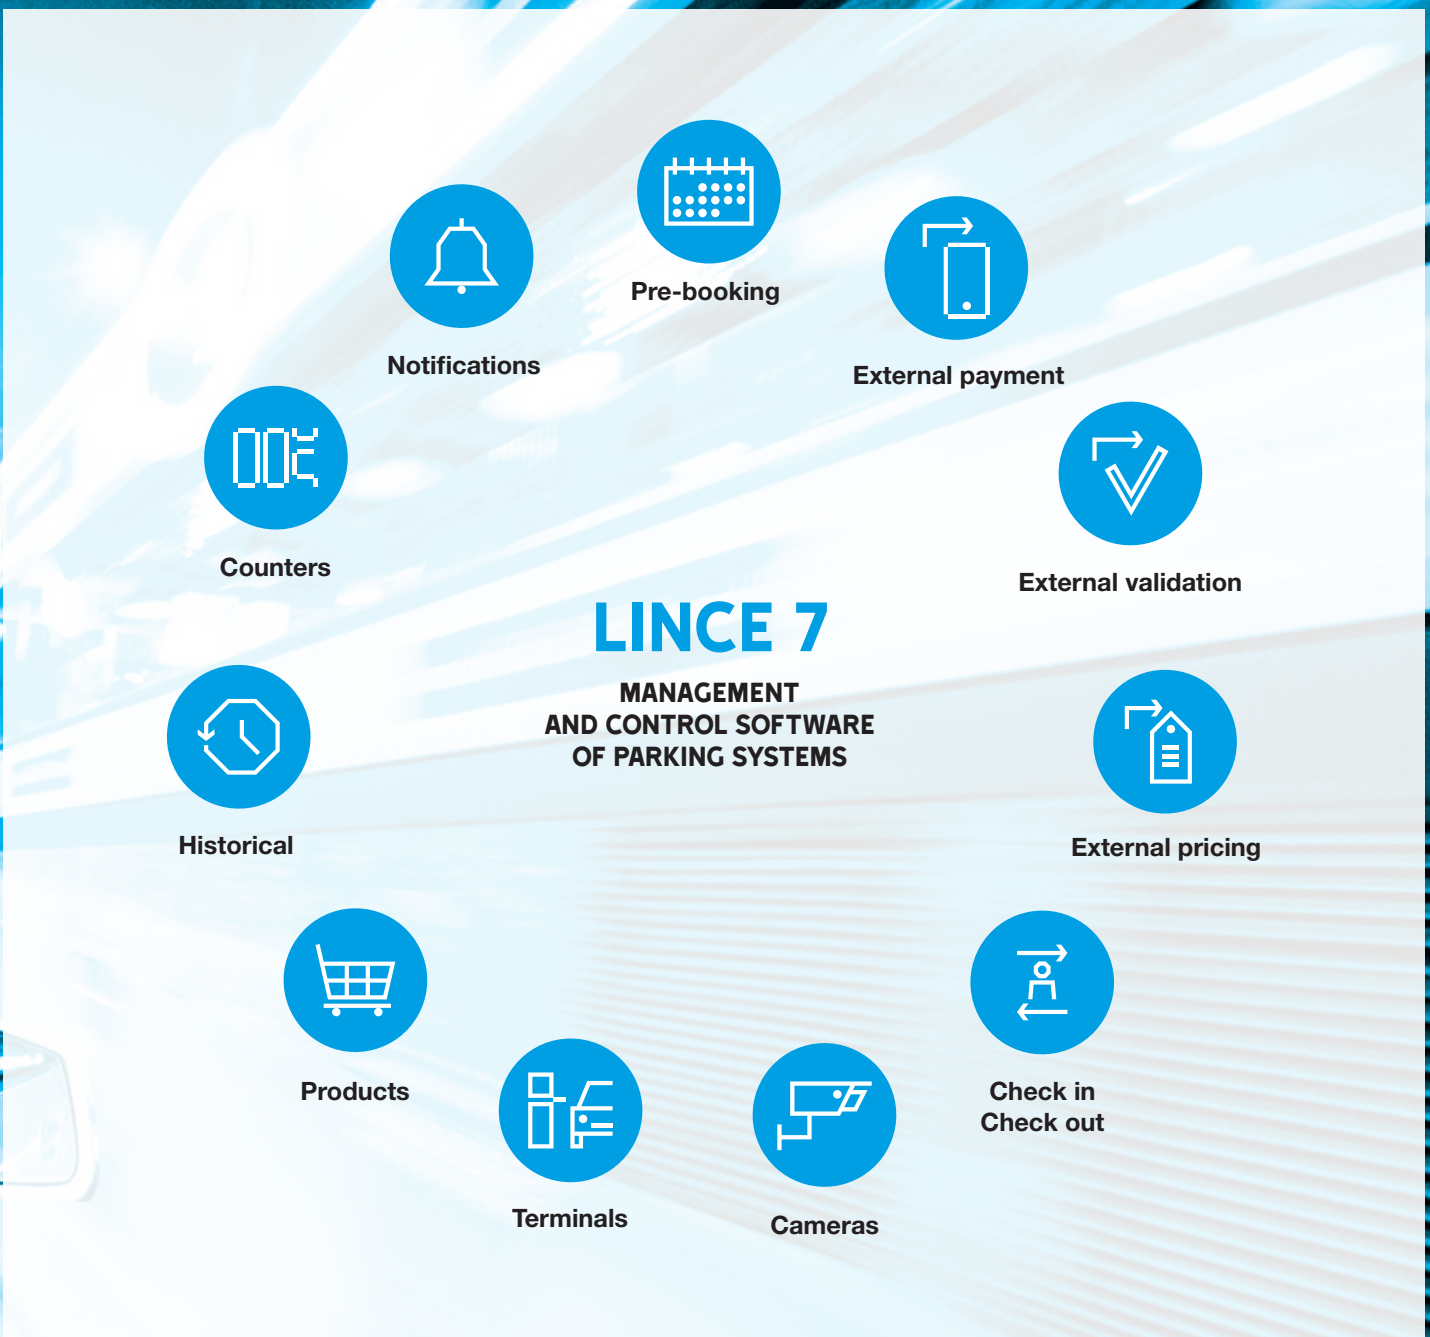 Pre-booking
Notifications
External payment
Counters
External validation
LINCE 7
MANAGEMENT
AND CONTROL SOFTWARE
OF PARKING SYSTEMS
Historical
External pricing
Products
Check in
Check out
Terminals
Cameras